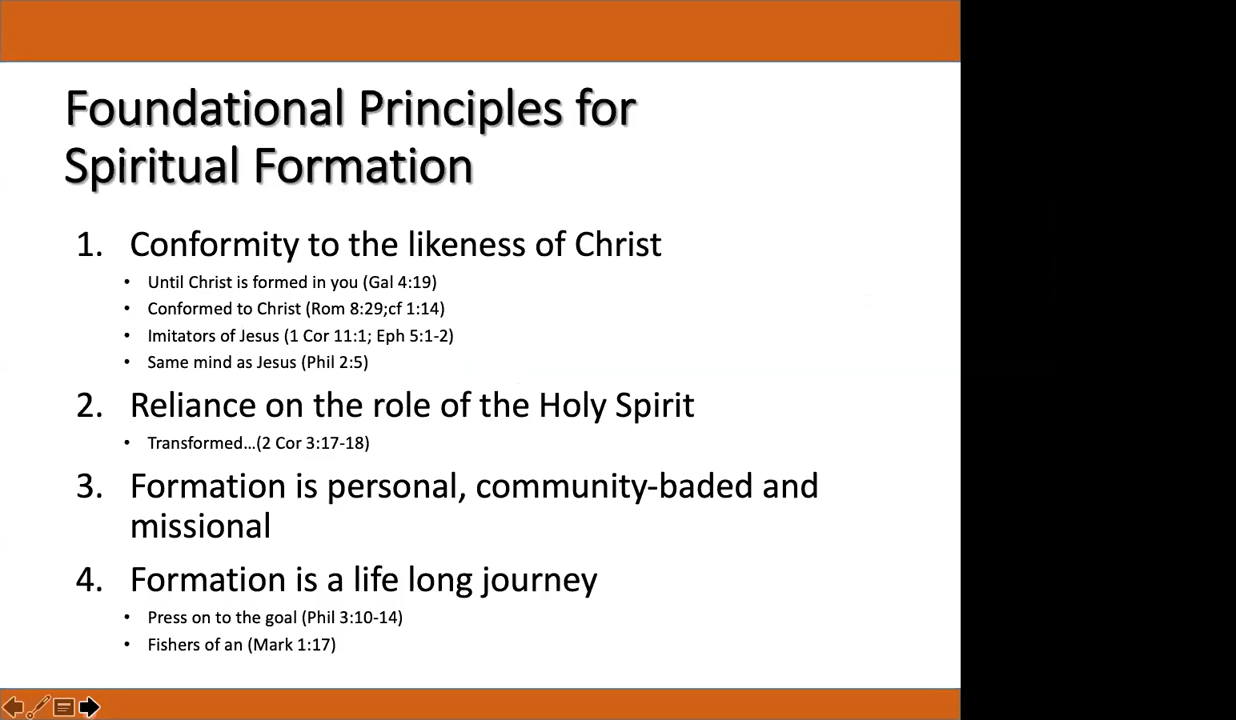 Foundational Principles for
Spiritual Formation
1. Conformity to the likeness of Christ
• Until Christ is formed in you (Gal 4:19)
• Conformed to Christ (Rom 8:29;cf 1:14)
• Imitators of Jesus (1 Cor 11:1; Eph 5:1-2)
• Same mind as Jesus (Phil 2:5)
2. Reliance on the role of the Holy Spirit
• Transformed...(2 Cor 3:17-18)
3. Formation is personal, community-baded and
missional
4. Formation is a life long journey
• Press on to the goal (Phil 3:10-14)
• Fishers of an (Mark 1:17)